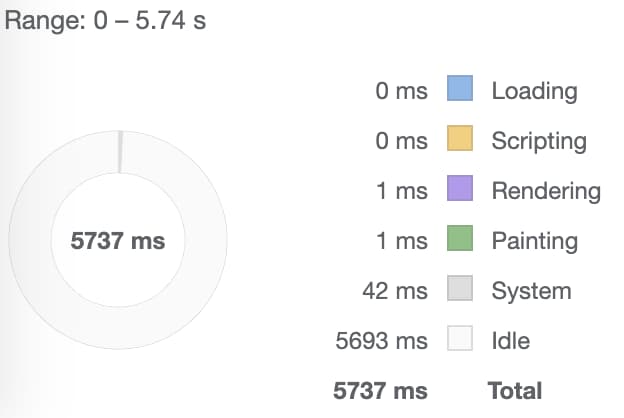 Range: 0 – 5.74 s
0 ms Loading
0 ms Scripting
1 ms Rendering
5737 ms
1 ms Painting
42 ms System
5693 ms Idle
5737 ms Total